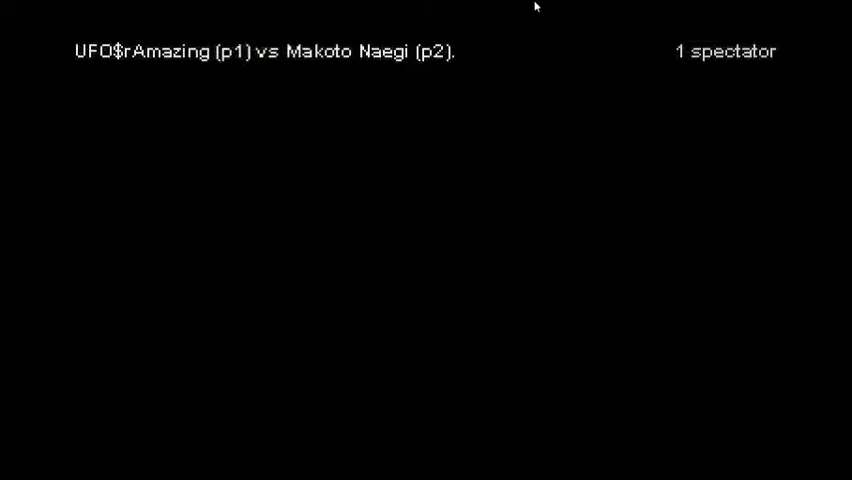 UFO$rAmazing (p1) vs Makoto Naegi (p2).
1 spectator